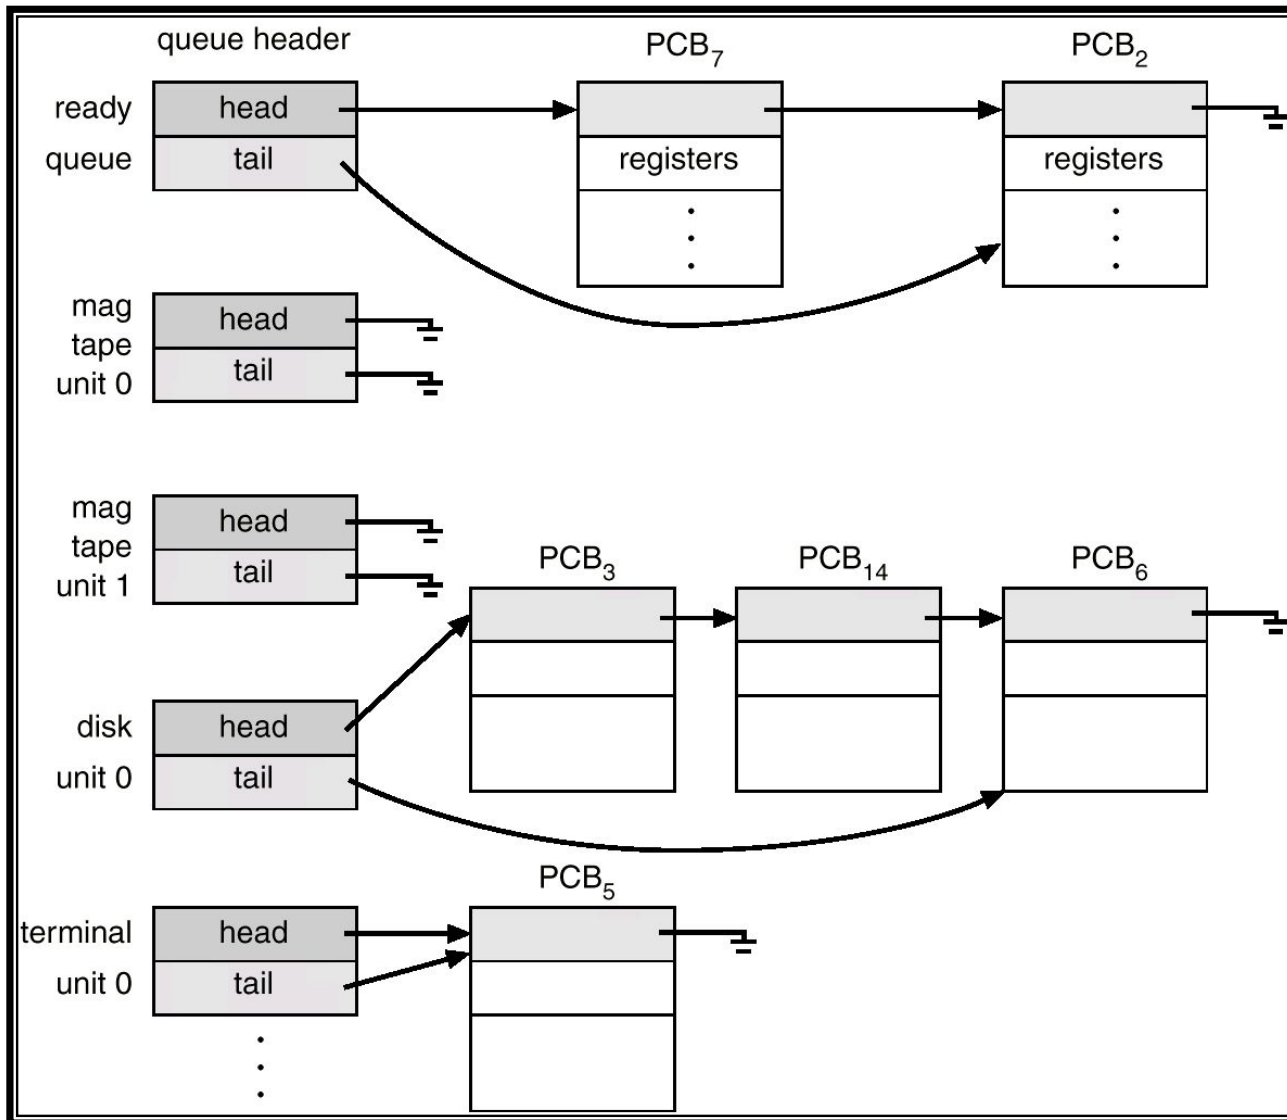 queue header
PCB7
PCB2
ready
queue
head
tail
registers
registers
mag
tape
unit 0
head
tail
mag
tape
unit 1
head
tail
PCB3
PCB14
PCB6
disk
unit 0
head
tail
PCB5
terminal
unit 0
head
tail